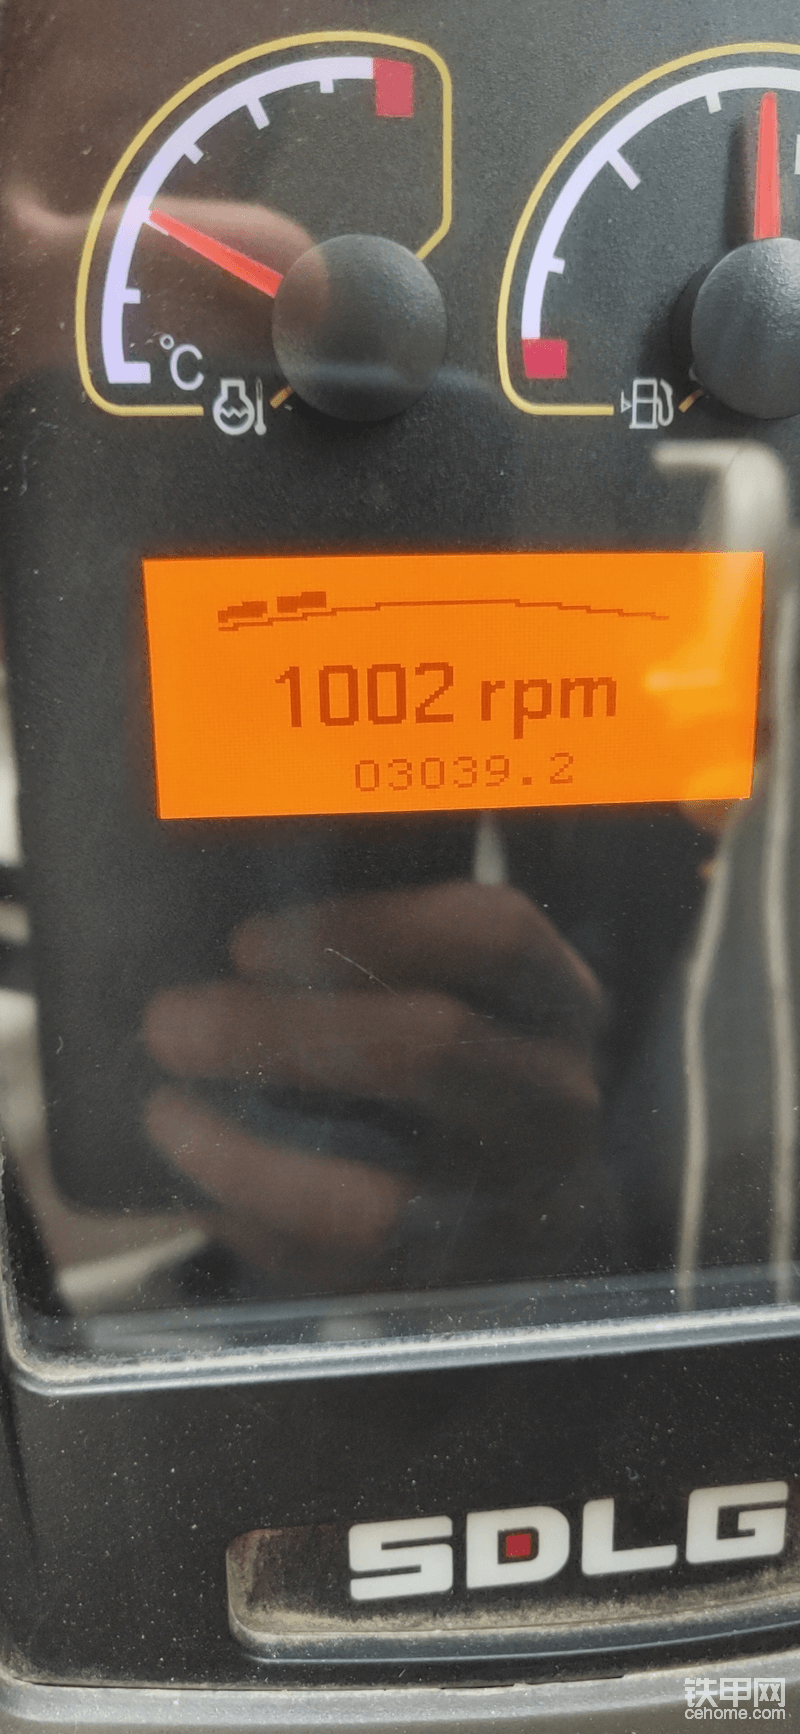 °C
1002 rpm
03039.2
SDLG
铁甲网
cehome.com